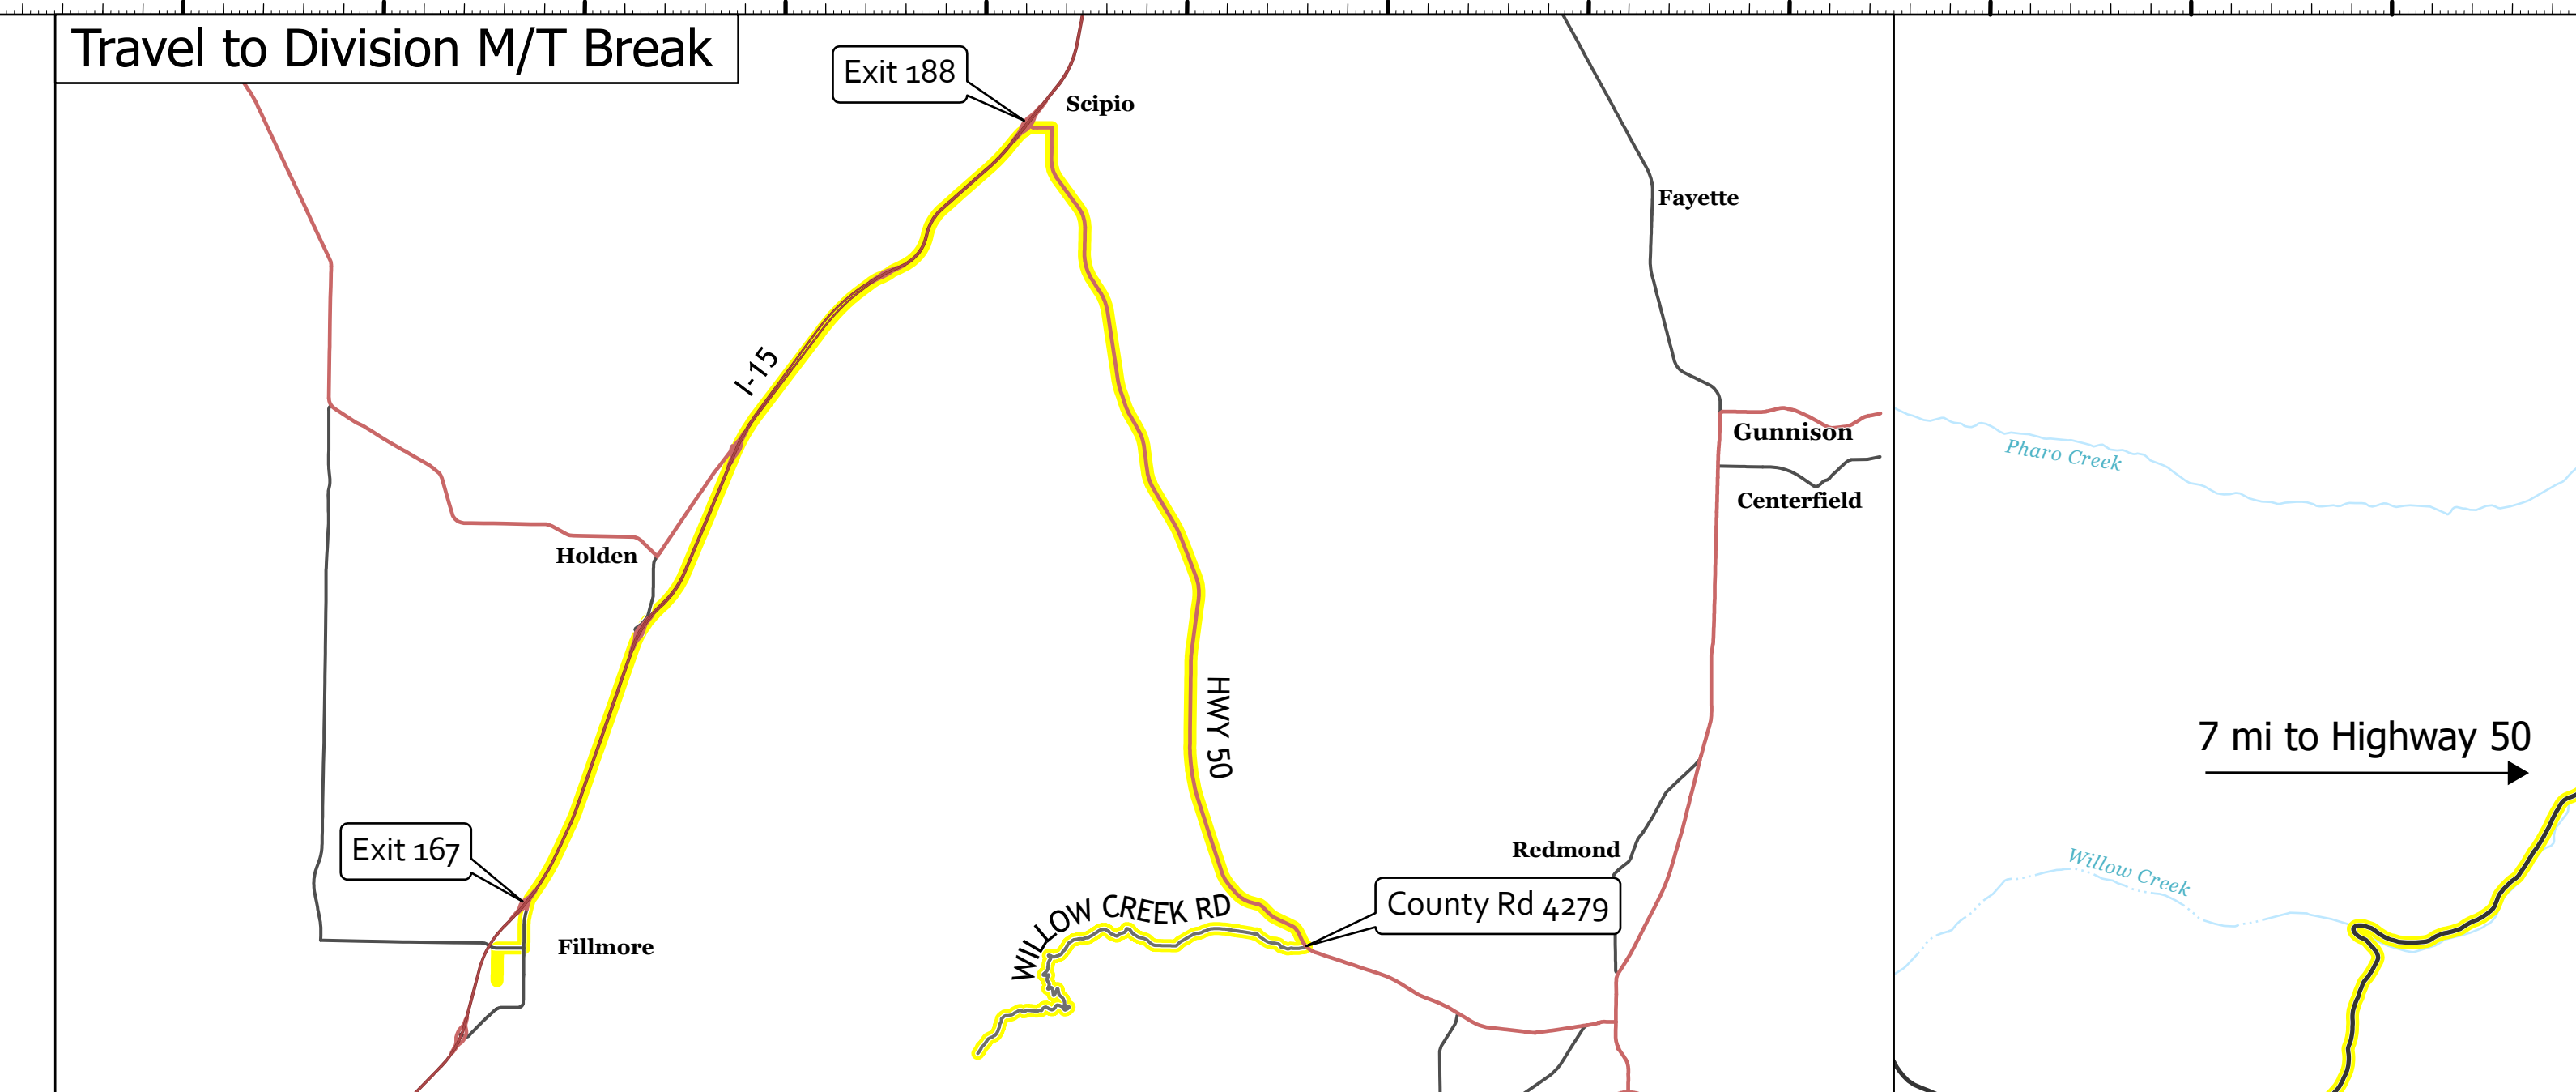 Travel to Division M/T Break
Exit 188
Scipio
Fayette
I-15
Gunnison
Pharo Creek
Centerfield
Holden
HWY 50
7 mi to Highway 50
Exit 167
Redmond
Willow Creek
WILLOW CREEK RD
County Rd 4279
Fillmore